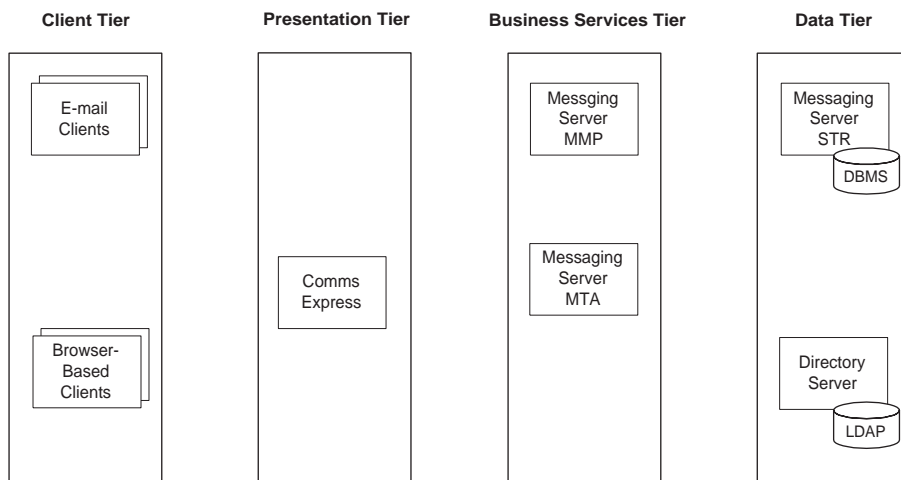 Client Tier
Presentation Tier
Business Services Tier
Data Tier
E-mail
Clients
Browser-
Based
Clients
Comms
Express
Messging
Server
MMP
Messaging
Server
MTA
Messaging
Server
STR
DBMS
Directory
Server
LDAP